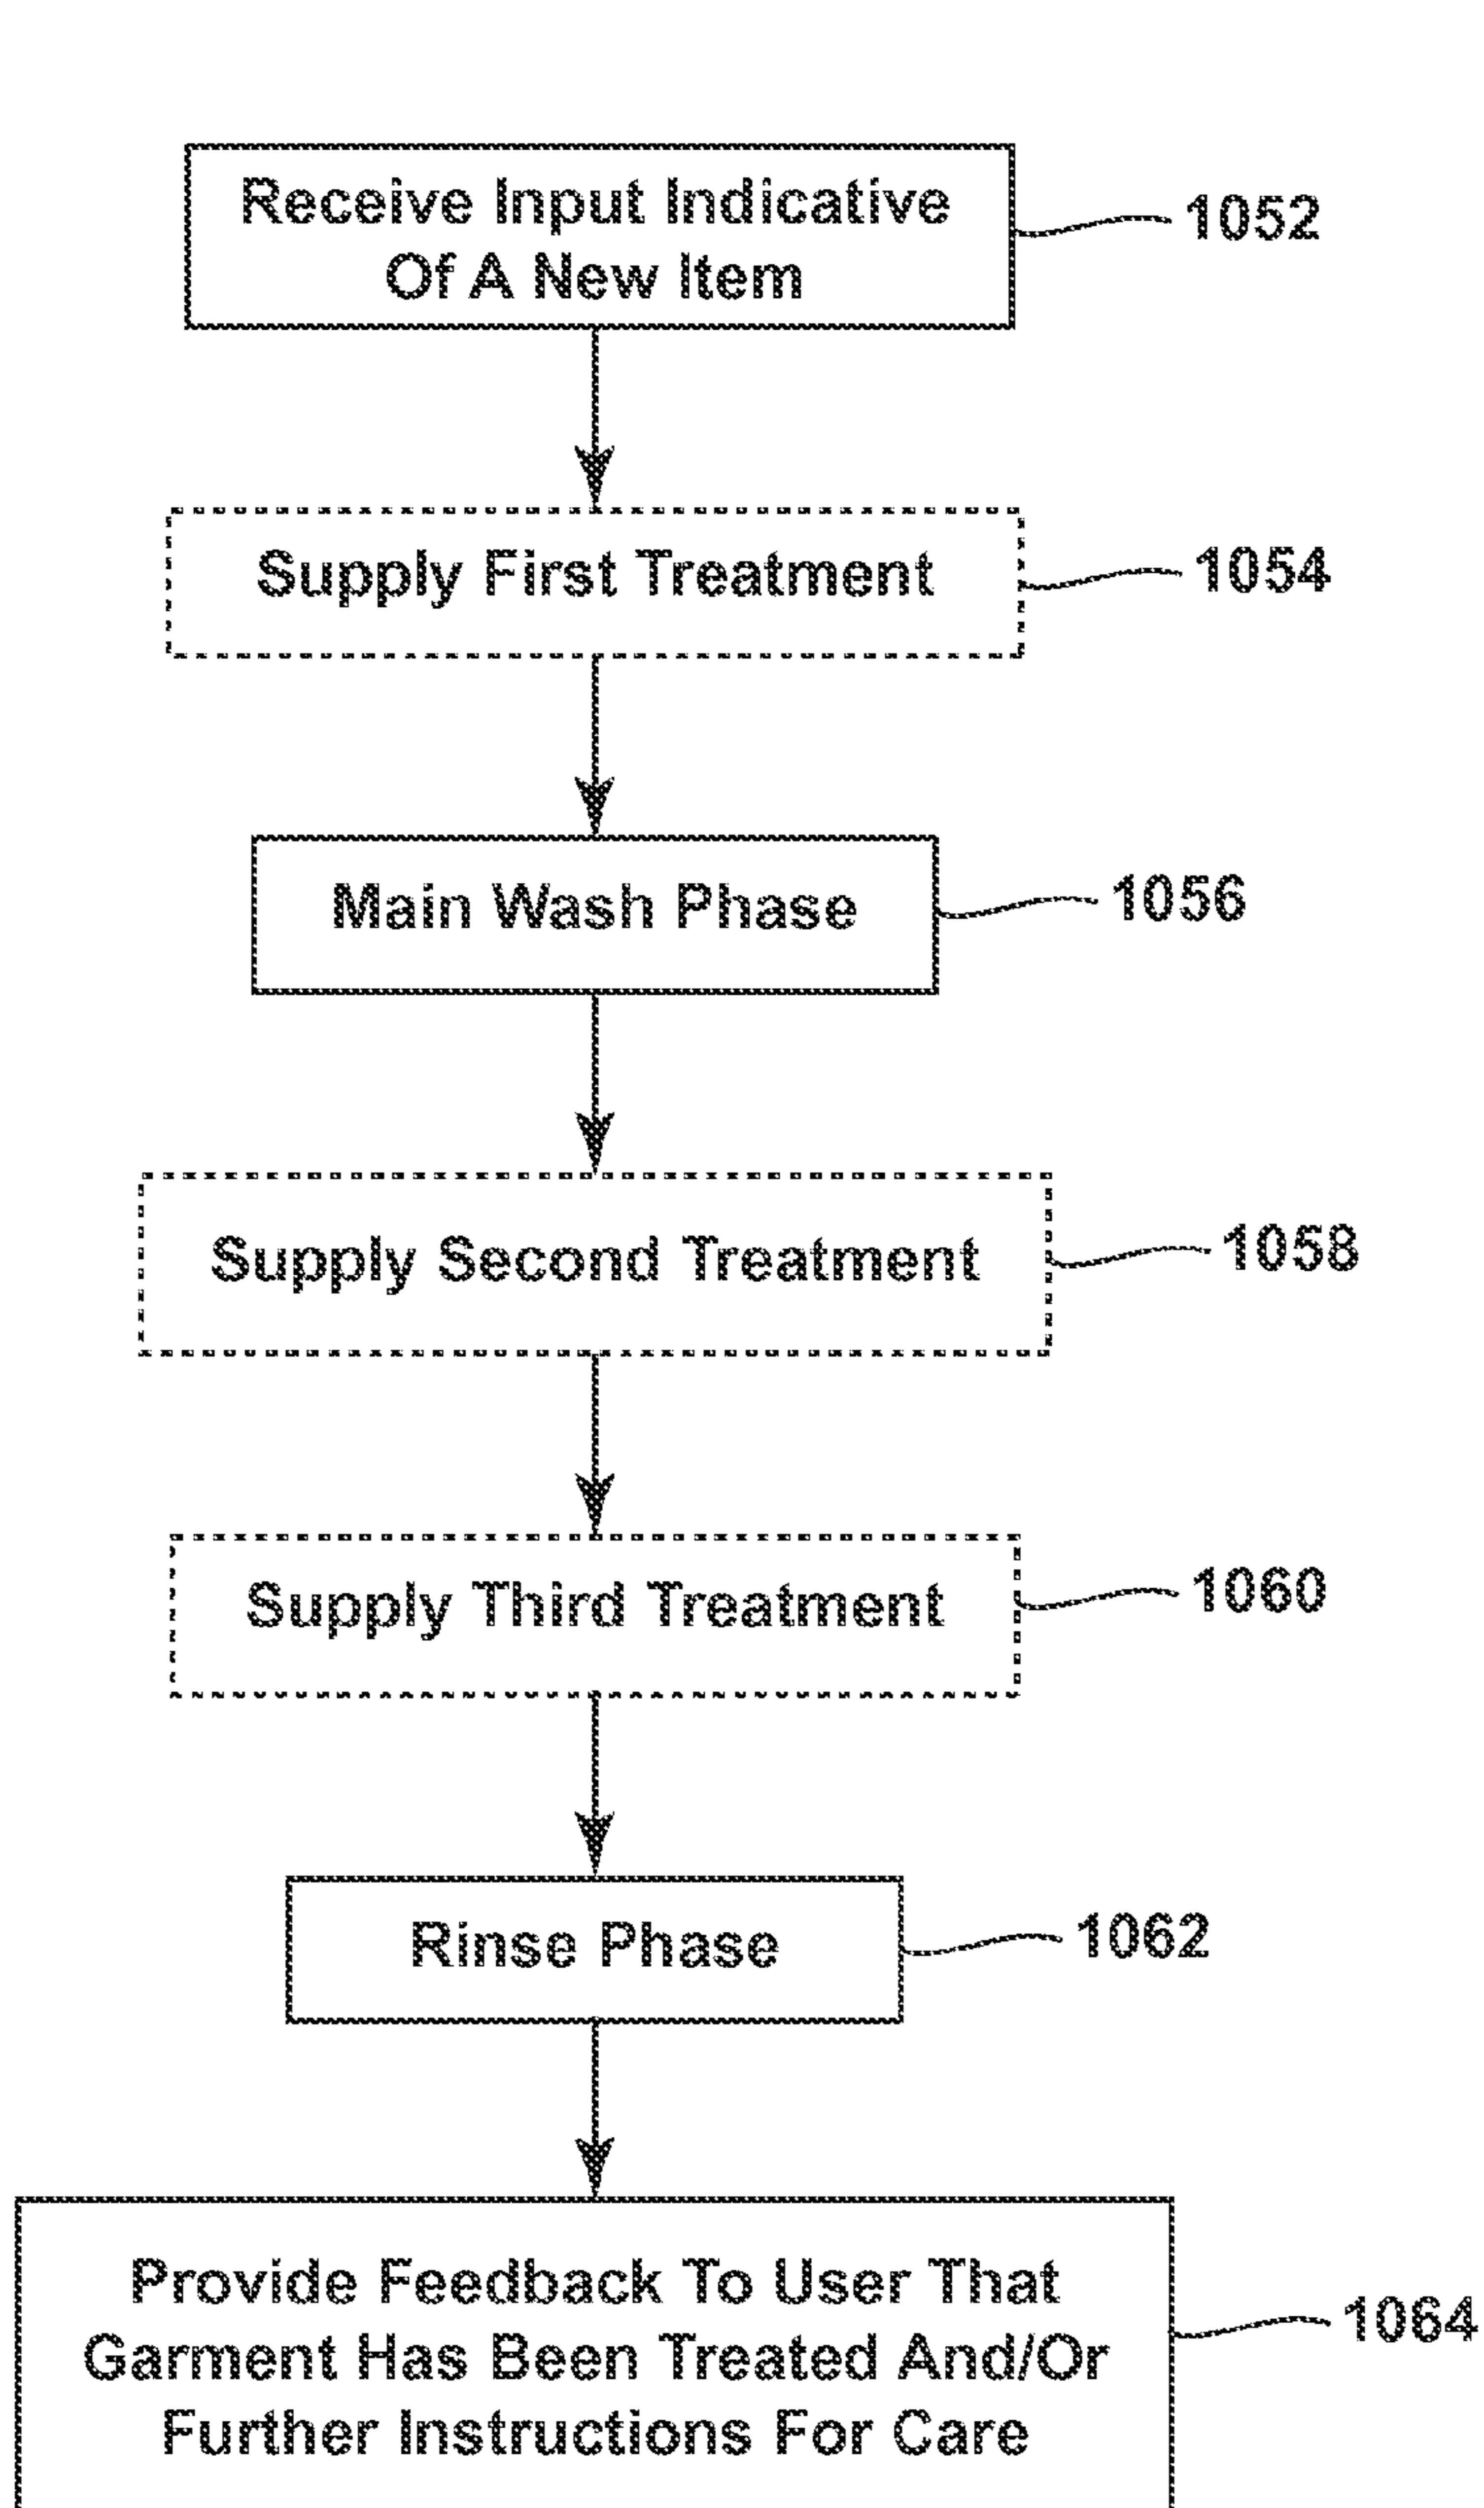 Receive Input Indicative
Of A New Item
1052
Supply First Treatment
1054
Main Wash Phase
1056
Supply Second Treatment
1058
Supply Third Treatment
1060
Rinse Phase
1062
Provide Feedback To User That
Garment Has Been Treated And/Or
Further Instructions For Care
1064